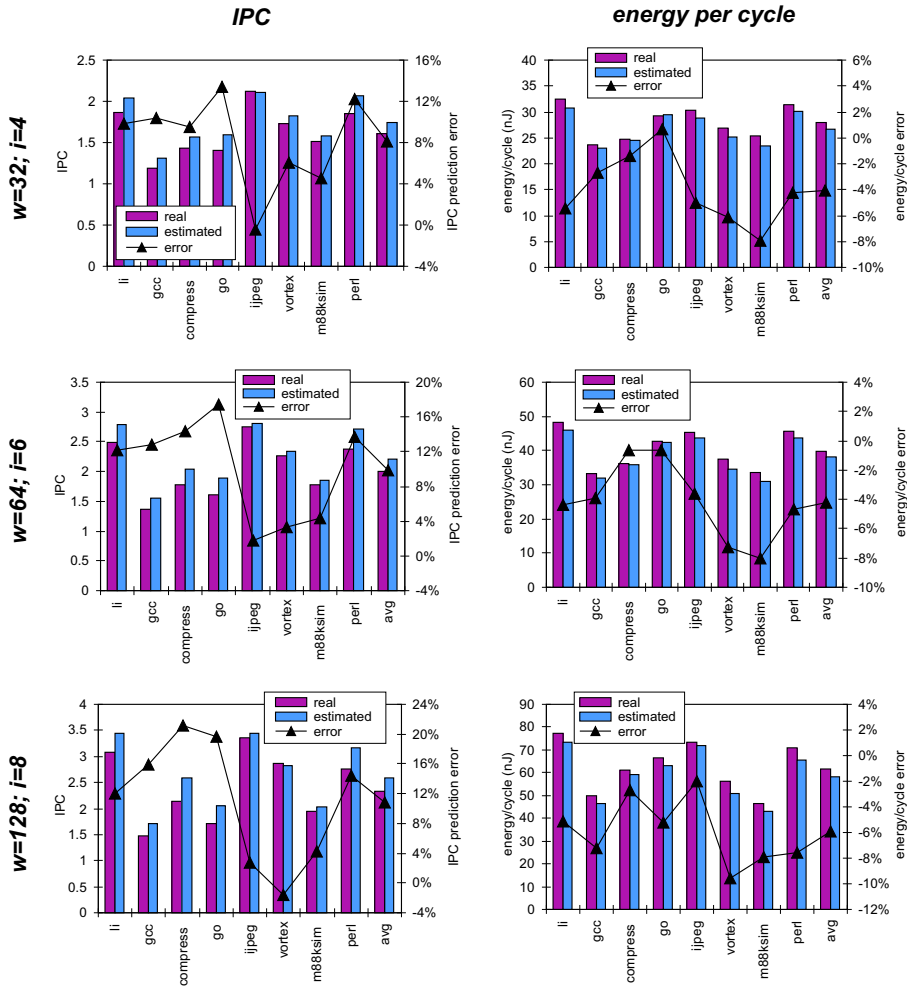 IPC
energy per cycle
w=32; i=4
2.5
2
1.5
1
0.5
0
IPC
16%
12%
8%
4%
0%
-4%
IPC prediction error
real
estimated
error
li
gcc
compress
go
ijpeg
vortex
m88ksim
perl
40
35
30
25
20
15
10
5
0
energy/cycle (nJ)
6%
4%
2%
0%
-2%
-4%
-6%
-8%
-10%
energy/cycle error
real
estimated
error
li
gcc
compress
go
ijpeg
vortex
m88ksim
perl
avg
w=64; i=6
3.5
3
2.5
2
1.5
1
0.5
0
IPC
20%
16%
12%
8%
4%
0%
-4%
IPC prediction error
real
estimated
error
li
gcc
compress
go
ijpeg
vortex
m88ksim
perl
avg
60
50
40
30
20
10
0
energy/cycle (nJ)
4%
2%
0%
-2%
-4%
-6%
-8%
-10%
energy/cycle error
real
estimated
error
li
gcc
compress
go
ijpeg
vortex
m88ksim
perl
avg
w=128; i=8
4
3.5
3
2.5
2
1.5
1
0.5
0
IPC
24%
20%
16%
12%
8%
4%
0%
-4%
IPC prediction error
real
estimated
error
li
gcc
compress
go
ijpeg
vortex
m88ksim
perl
avg
90
80
70
60
50
40
30
20
10
0
energy/cycle (nJ)
4%
2%
0%
-2%
-4%
-6%
-8%
-10%
-12%
energy/cycle error
real
estimated
error
li
gcc
compress
go
ijpeg
vortex
m88ksim
perl
avg